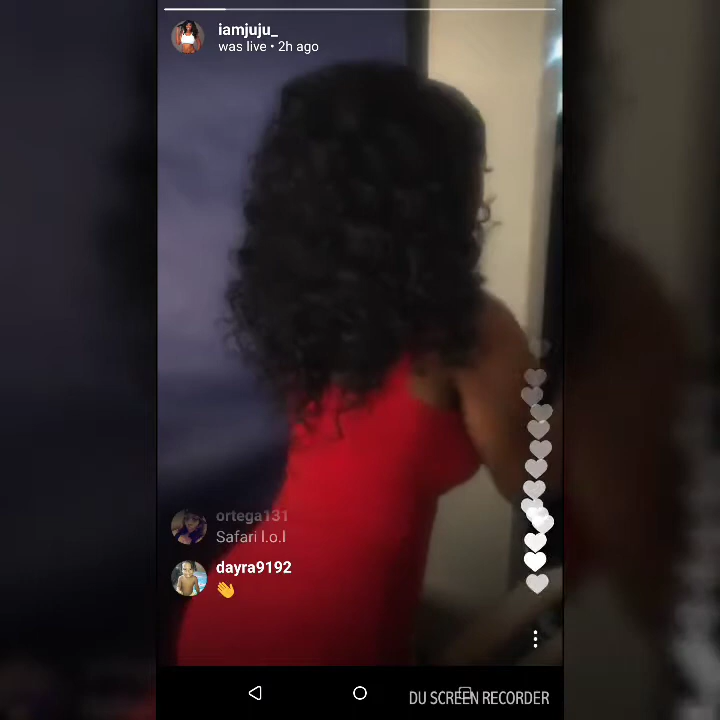 iamjuju_
was live • 2h ago
ortega131
Safari l.o.l
dayra9192
👋
DU SCREEN RECORDER